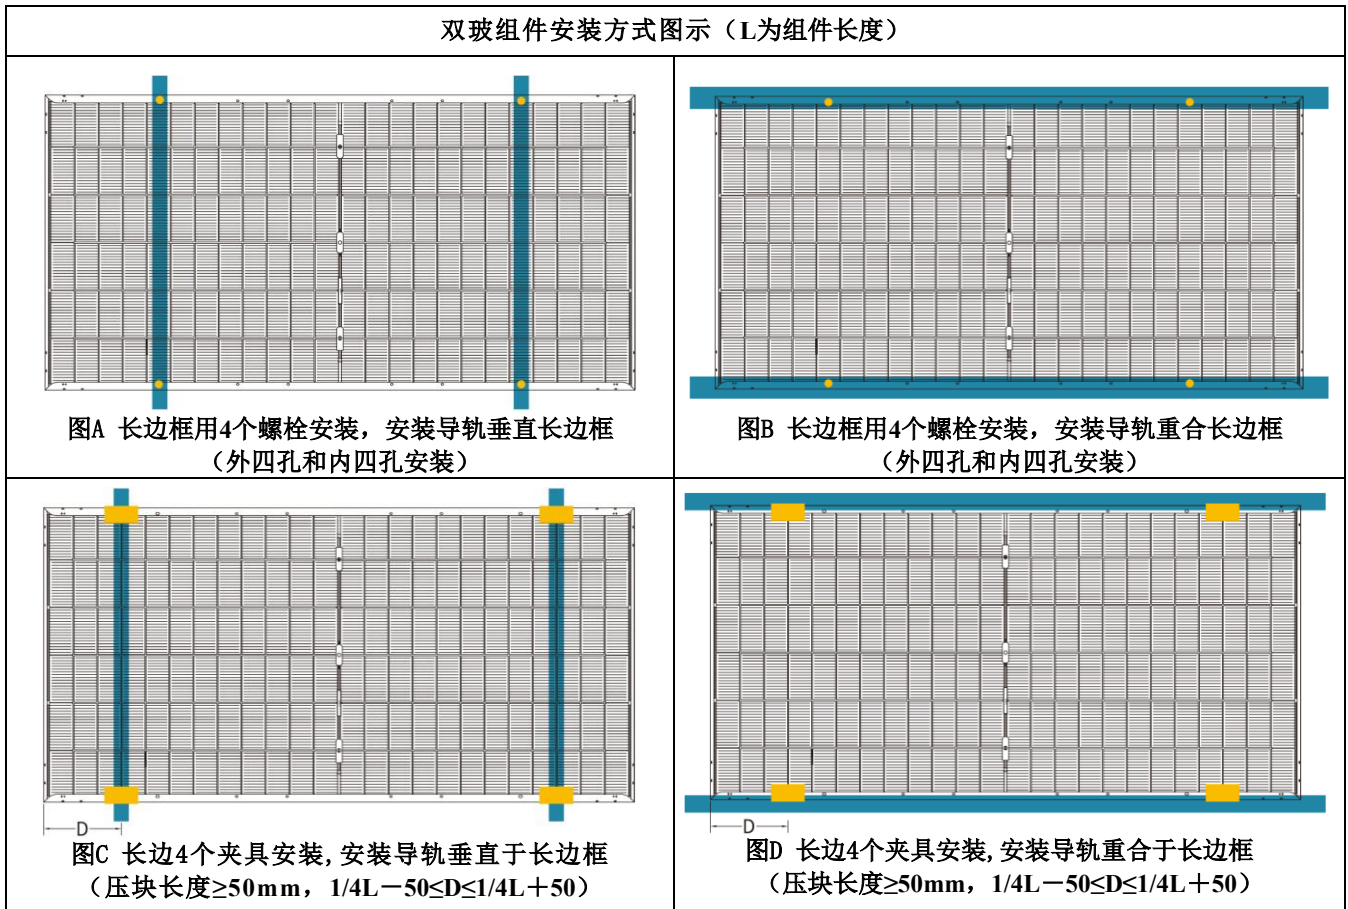 双玻组件安装方式图示（L为组件长度）
图A 长边框用4个螺栓安装，安装导轨垂直长边框
（外四孔和内四孔安装）
图B 长边框用4个螺栓安装，安装导轨重合长边框
（外四孔和内四孔安装）
D
图C 长边4个夹具安装,安装导轨垂直于长边框
（压块长度≥50mm，1/4L－50≤D≤1/4L＋50）
D
图D 长边4个夹具安装,安装导轨重合于长边框
（压块长度≥50mm，1/4L－50≤D≤1/4L＋50）